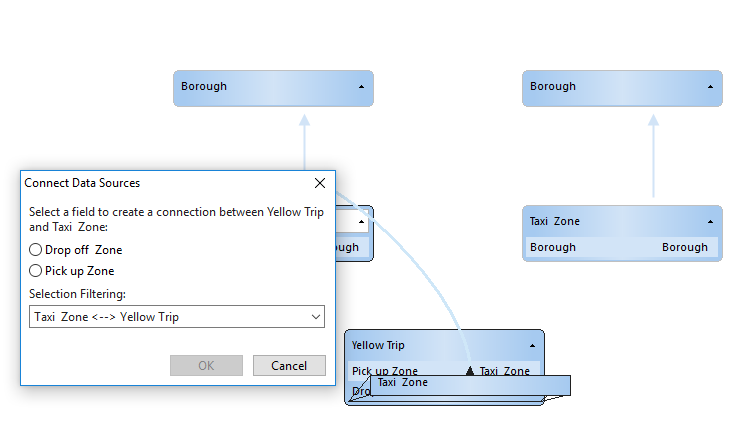 Borough
Borough
Connect Data Sources
Select a field to create a connection between Yellow Trip
and Taxi Zone:
Drop off Zone
Pick up Zone
Selection Filtering:
Taxi Zone <--> Yellow Trip
OK
Cancel
Taxi Zone
Borough
Borough
Yellow Trip
Pick up Zone
Taxi Zone
Taxi Zone